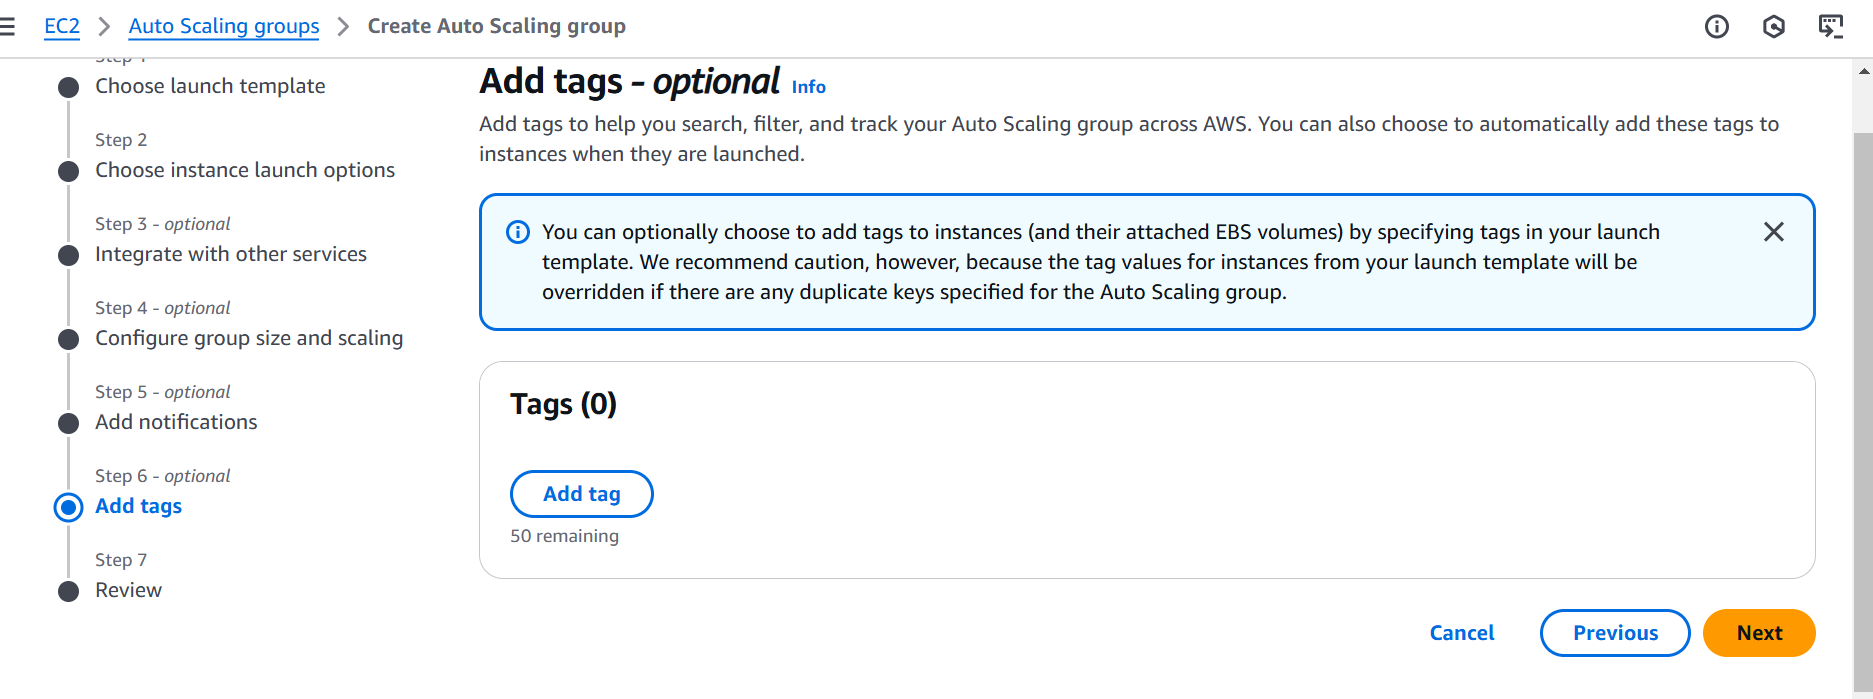 EC2 > Auto Scaling groups > Create Auto Scaling group
Choose launch template
Step 2
Choose instance launch options
Step 3 - optional
Integrate with other services
Step 4 - optional
Configure group size and scaling
Step 5 - optional
Add notifications
Step 6 - optional
Add tags
Step 7
Review
Add tags - optional Info
Add tags to help you search, filter, and track your Auto Scaling group across AWS. You can also choose to automatically add these tags to
instances when they are launched.
You can optionally choose to add tags to instances (and their attached EBS volumes) by specifying tags in your launch
template. We recommend caution, however, because the tag values for instances from your launch template will be
overridden if there are any duplicate keys specified for the Auto Scaling group.
Tags (0)
Add tag
50 remaining
Cancel
Previous
Next